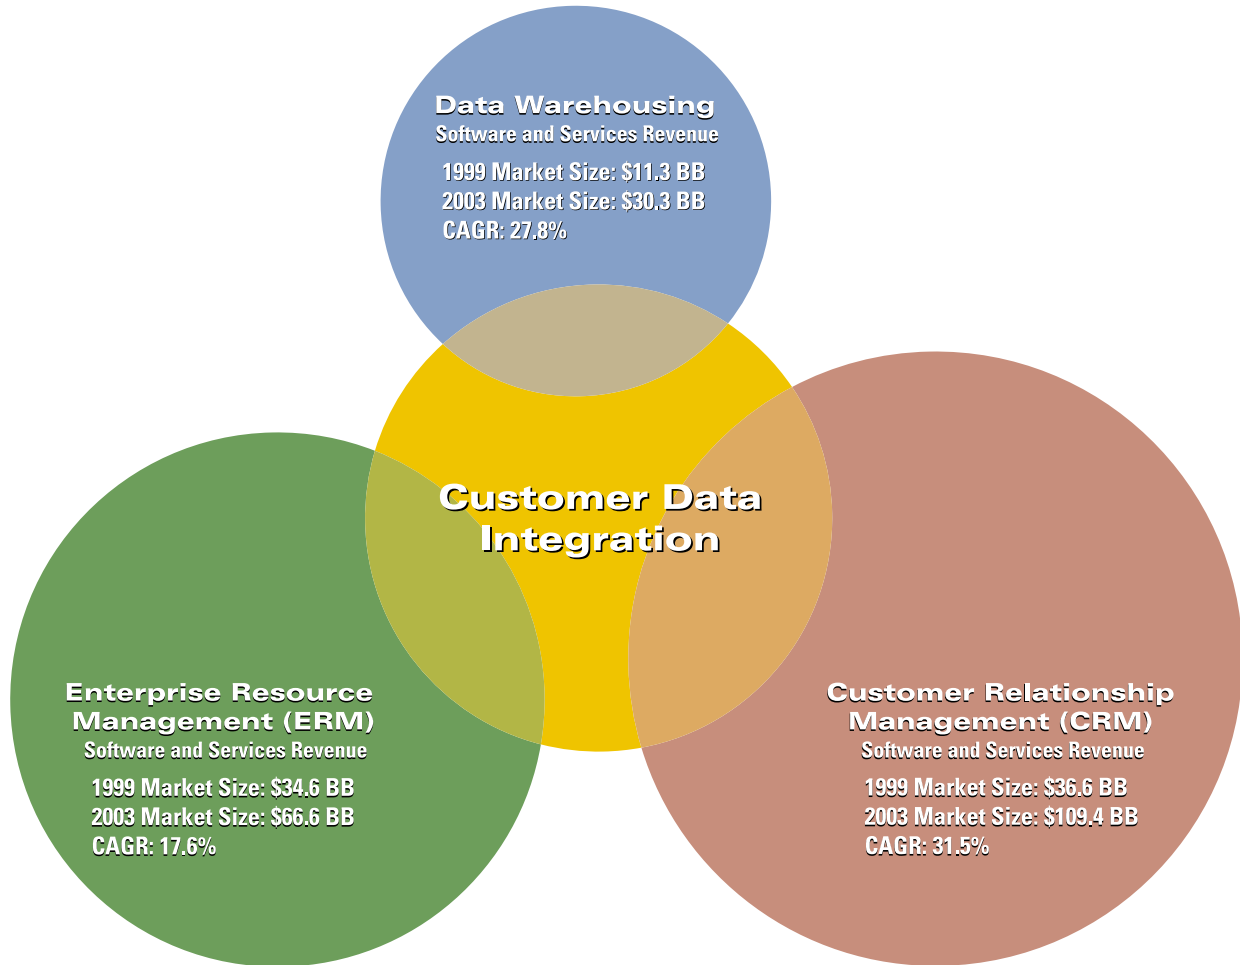 Data Warehousing
Software and Services Revenue
1999 Market Size: $11.3 BB
2003 Market Size: $30.3 BB
CAGR: 27.8%
Customer Data
Integration
Enterprise Resource
Management (ERM)
Software and Services Revenue
1999 Market Size: $34.6 BB
2003 Market Size: $66.6 BB
CAGR: 17.6%
Customer Relationship
Management (CRM)
Software and Services Revenue
1999 Market Size: $36.6 BB
2003 Market Size: $109.4 BB
CAGR: 31.5%